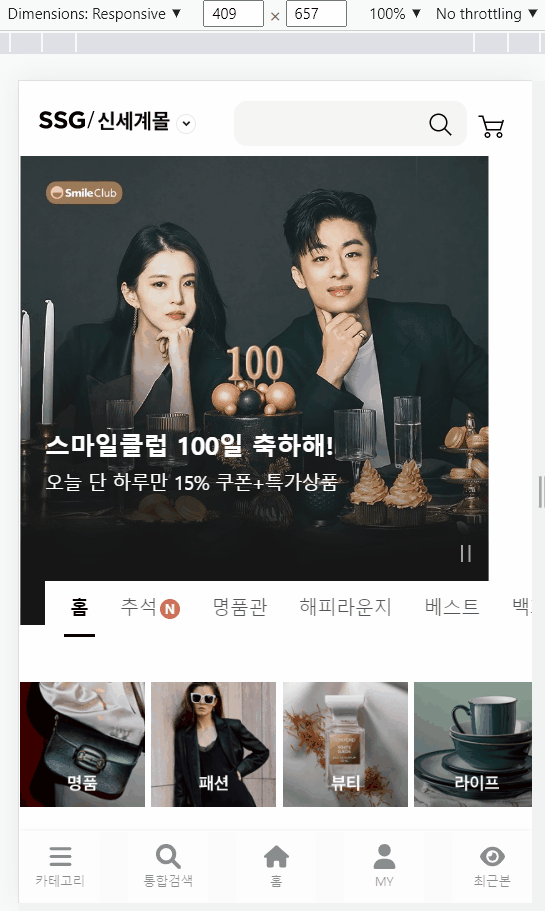 Dimensions: Responsive ▼ 409 × 657 100% ▼ No throttling ▼
SSG/신세계몰
SmileClub
100
스마일클럽 100일 축하해!
오늘 단 하루만 15% 쿠폰+특가상품
홈 추석 N 명품관 해피라운지 베스트 백
명품 패션 뷰티 라이프
카테고리 통합검색 홈 MY 최근본